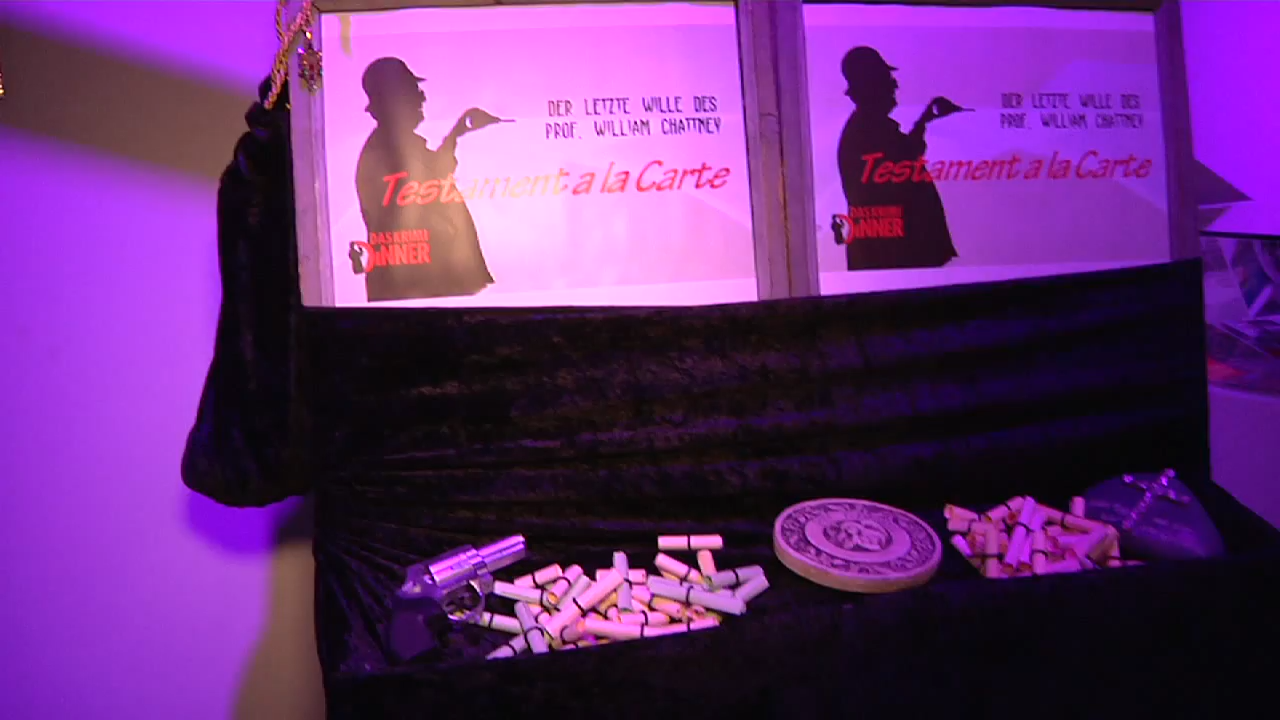 DER LETZTE WILLE DES
PROF. WILLIAM CHATTNEY
Testament a la Carte
DAS KRIMI
DINNER
DER LETZTE WILLE DES
PROF. WILLIAM CHATTNEY
Testament a la Carte
DAS KRIMI
DINNER